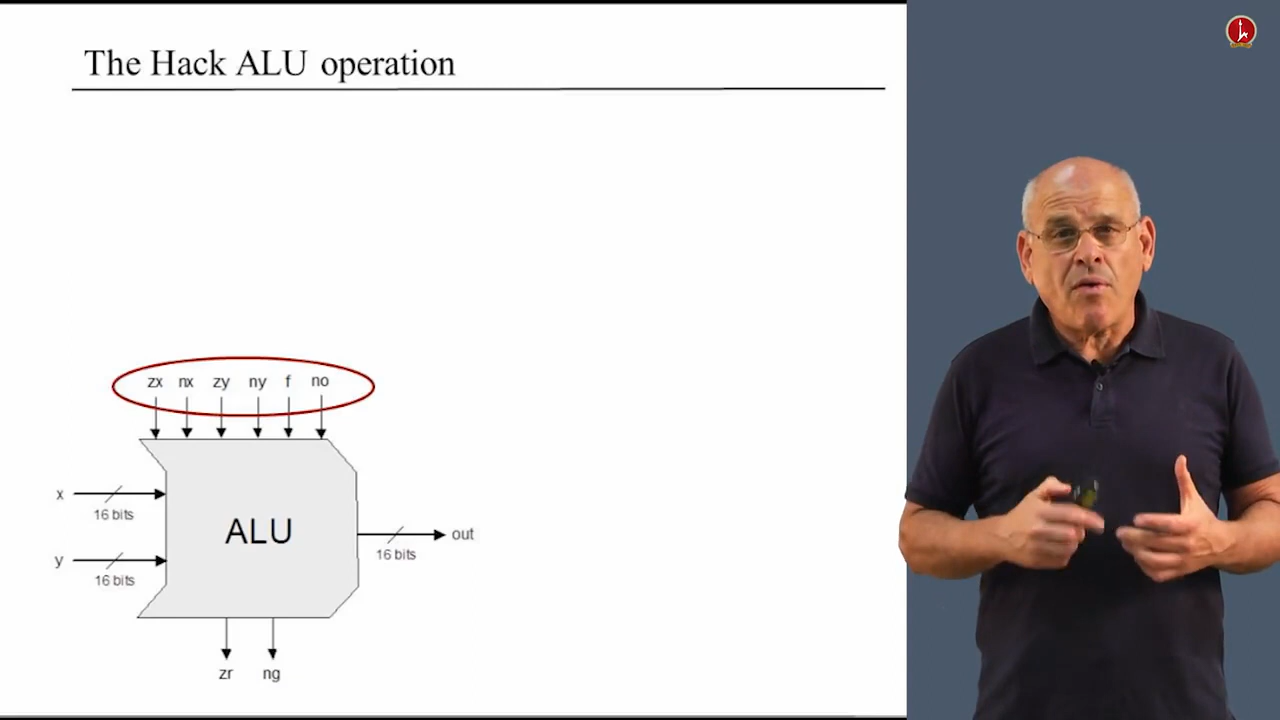 The Hack ALU operation
zx nx zy ny f no
x
16 bits
ALU
out
16 bits
y
16 bits
zr ng